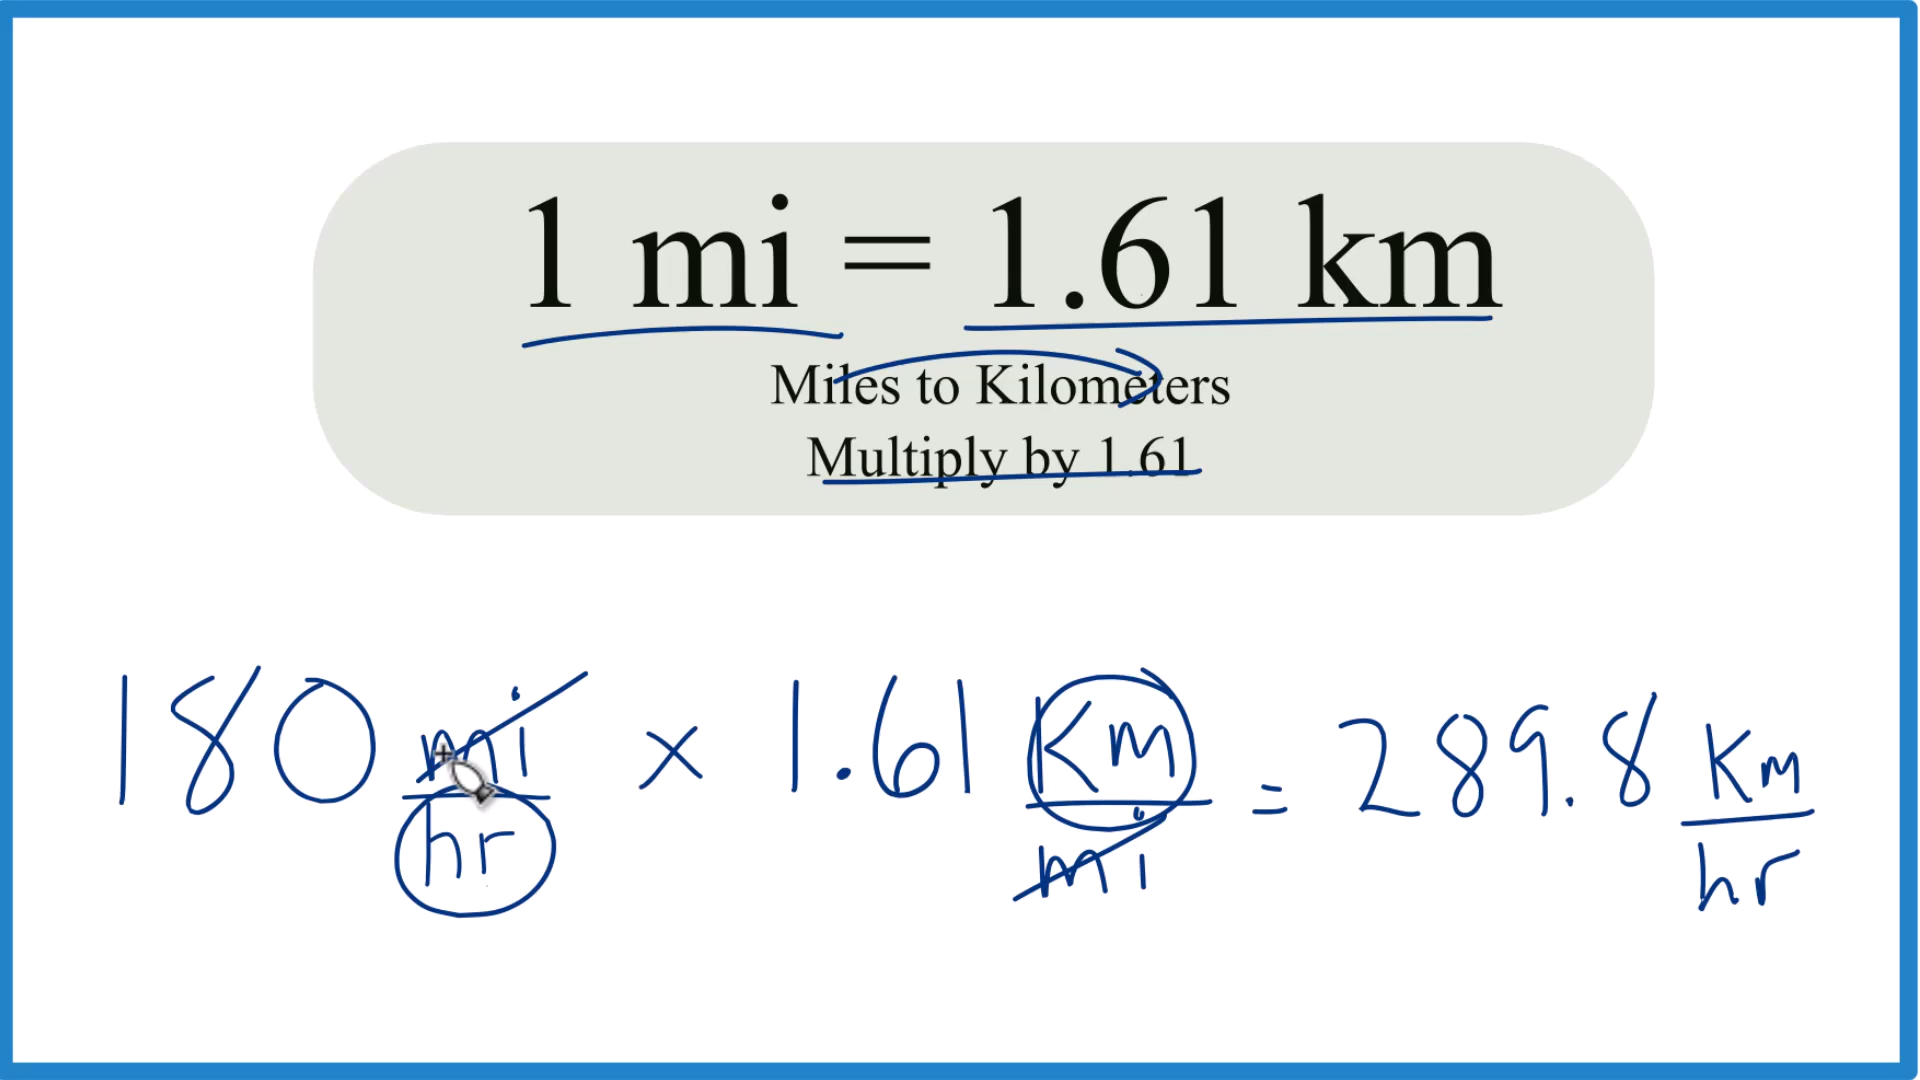 1 mi = 1.61 km
Miles to Kilometers
Multiply by 1.61
180 mi/hr x 1.61 Km/mi = 289.8 Km/hr